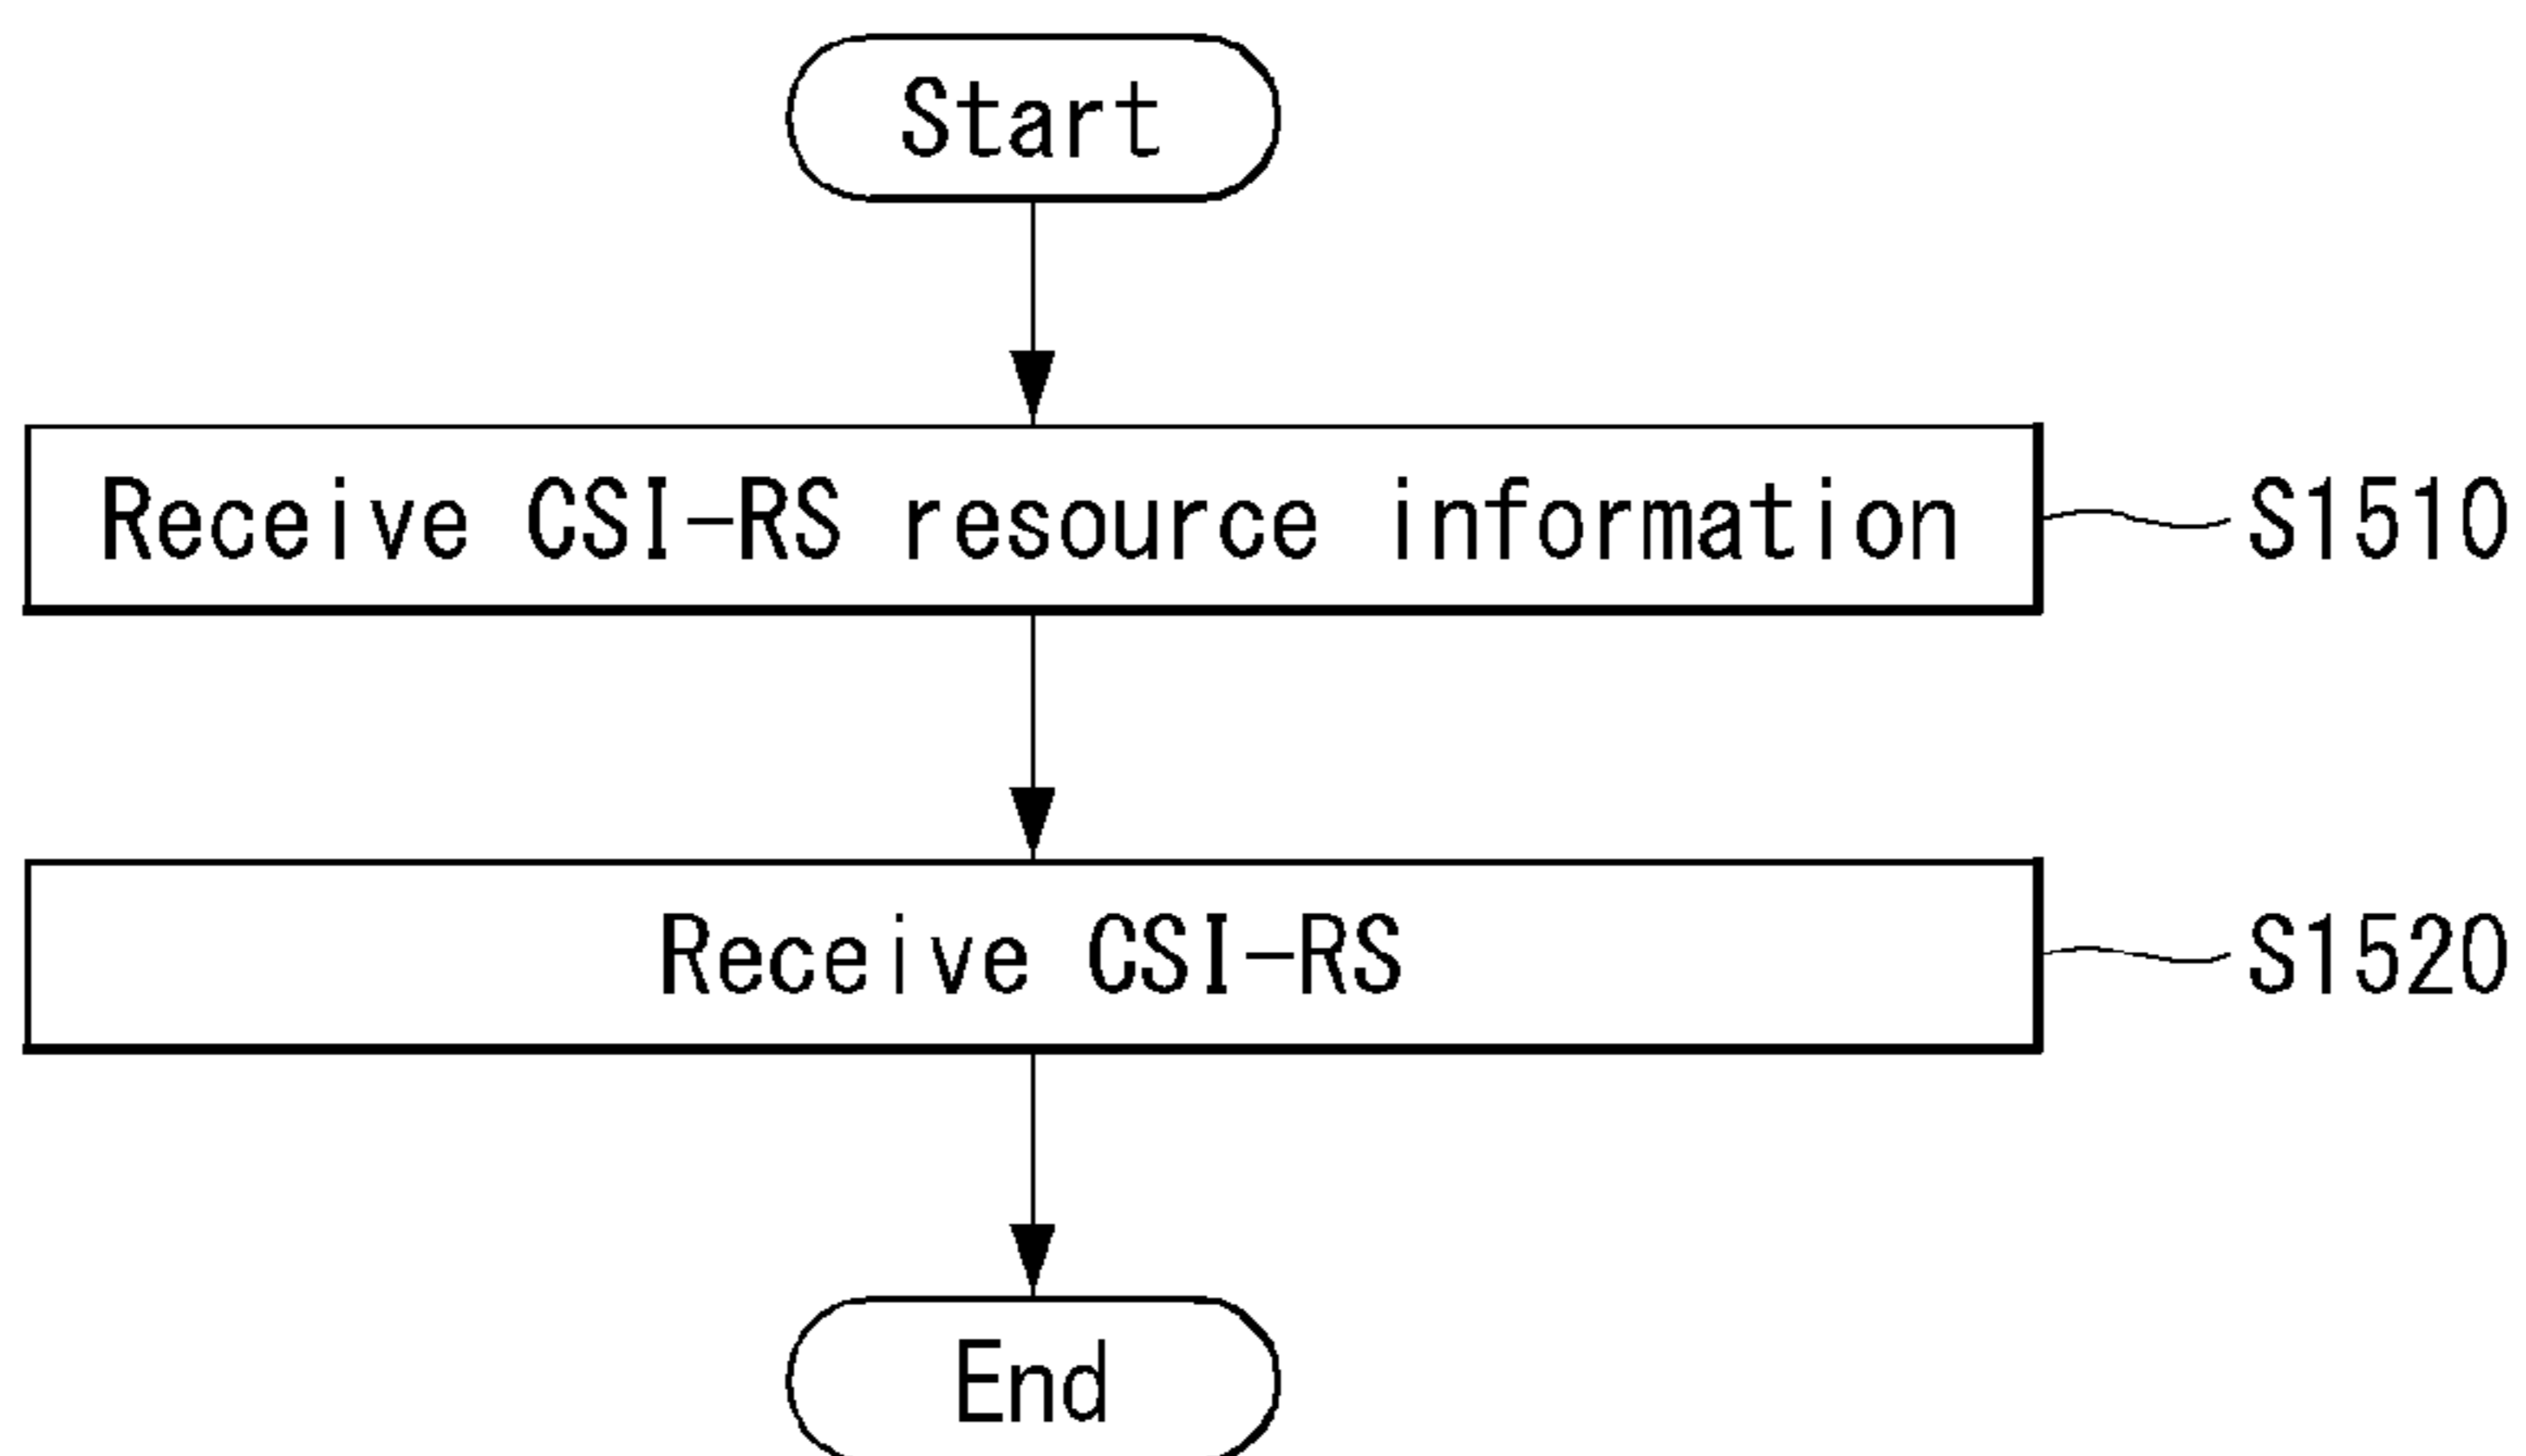 Start
Receive CSI-RS resource information
S1510
Receive CSI-RS
S1520
End